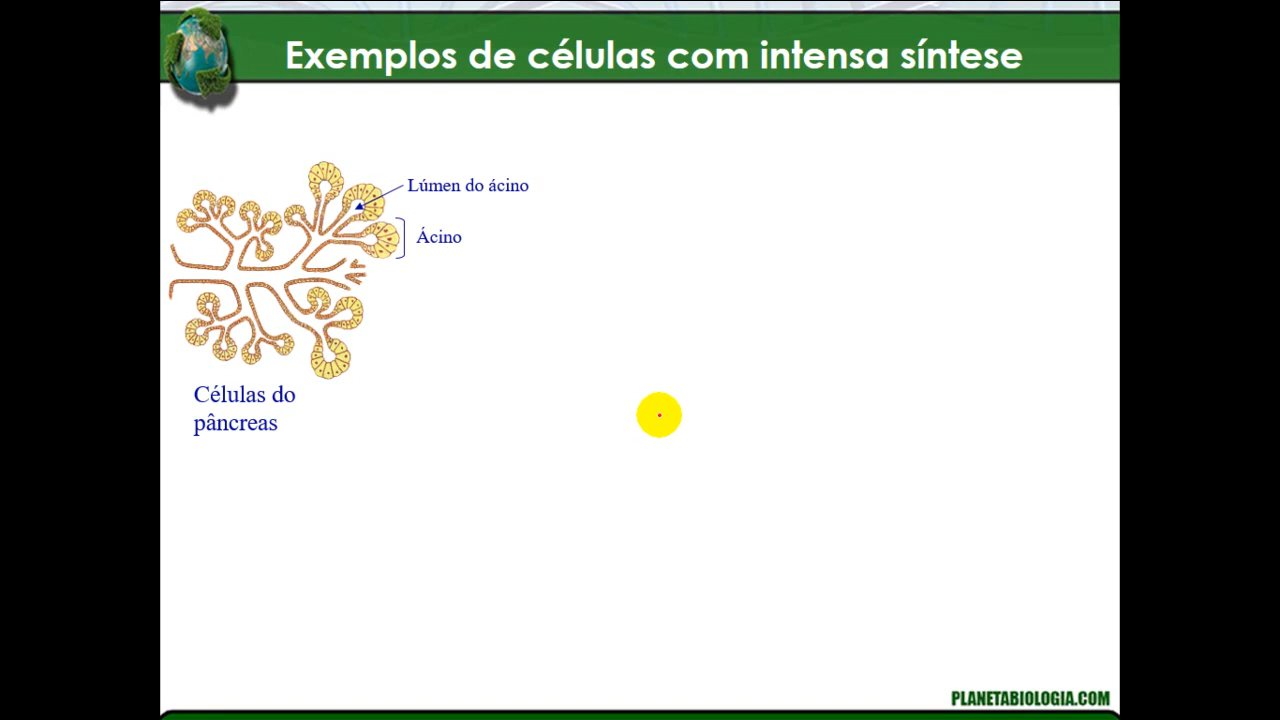 Exemplos de células com intensa síntese
Lúmen do ácino
Ácino
Células do
pâncreas
PLANETABIOLOGIA.COM